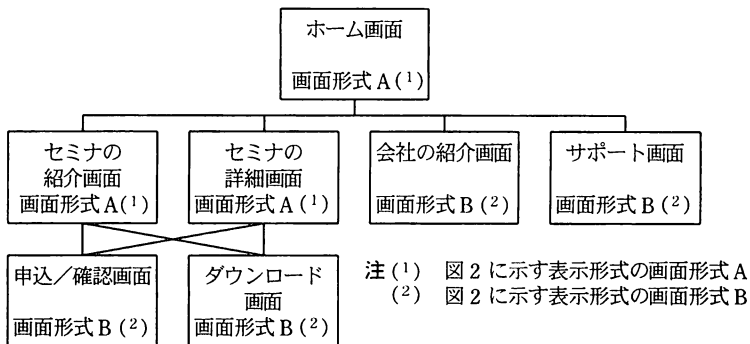 ホーム画面
画面形式 A(¹)
セミナの
紹介画面
画面形式 A(¹)
セミナの
詳細画面
画面形式 A(¹)
会社の紹介画面
画面形式 B(²)
サポート画面
画面形式 B(²)
申込/確認画面
画面形式 B(²)
ダウンロード
画面
画面形式 B(²)
注(¹) 図2に示す表示形式の画面形式A
(²) 図2に示す表示形式の画面形式B